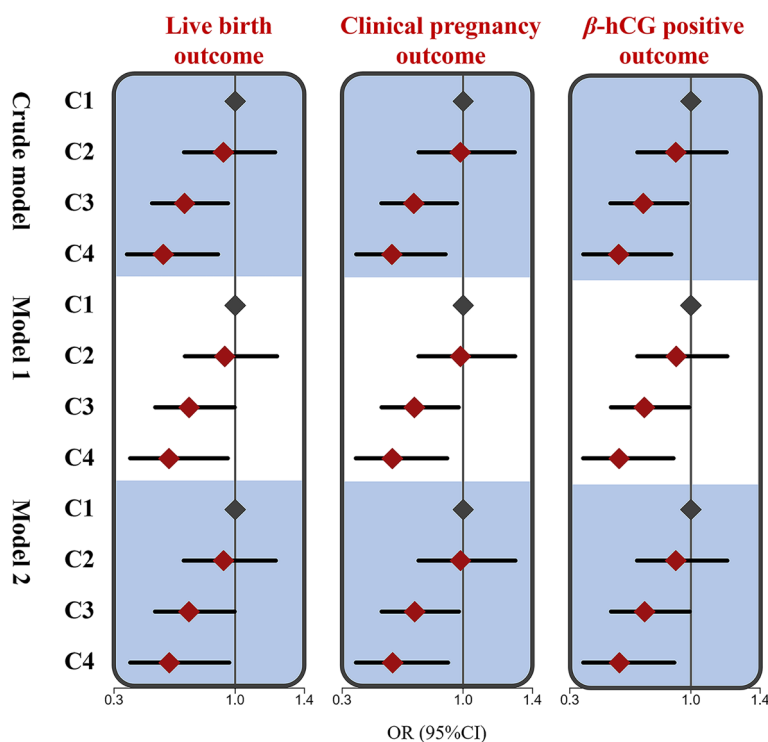 Live birth
outcome
Clinical pregnancy
outcome
β-hCG positive
outcome
Crude model
C1
C2
C3
C4
Model 1
C1
C2
C3
C4
Model 2
C1
C2
C3
C4
0.3 1.0 1.4
0.3 1.0 1.4
0.3 1.0 1.4
OR (95%CI)